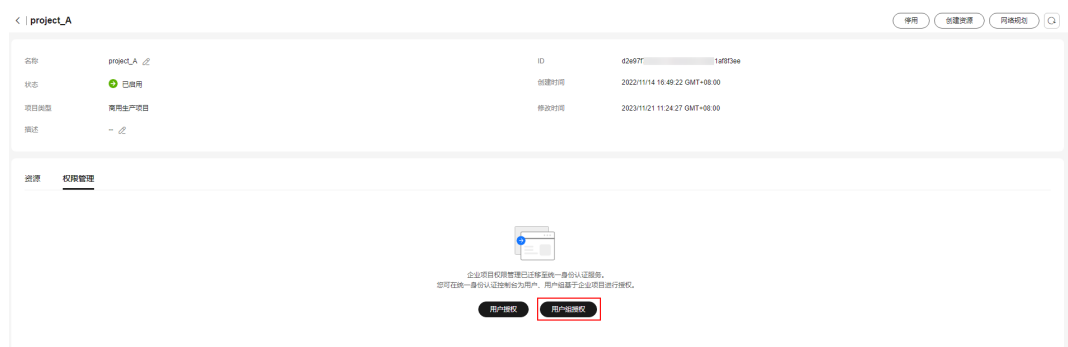 < | project_A 停用 创建资源 网络规划
名称 project_A ID d2e97f 1af8f3ee
状态 已启用 创建时间 2022/11/14 16:49:22 GMT+08:00
项目类型 商用生产项目 修改时间 2023/11/21 11:24:27 GMT+08:00
描述 --
资源 权限管理
企业项目权限管理已迁移至统一身份认证服务。
您可在统一身份认证控制台为用户、用户组基于企业项目进行授权。
用户授权 用户组授权